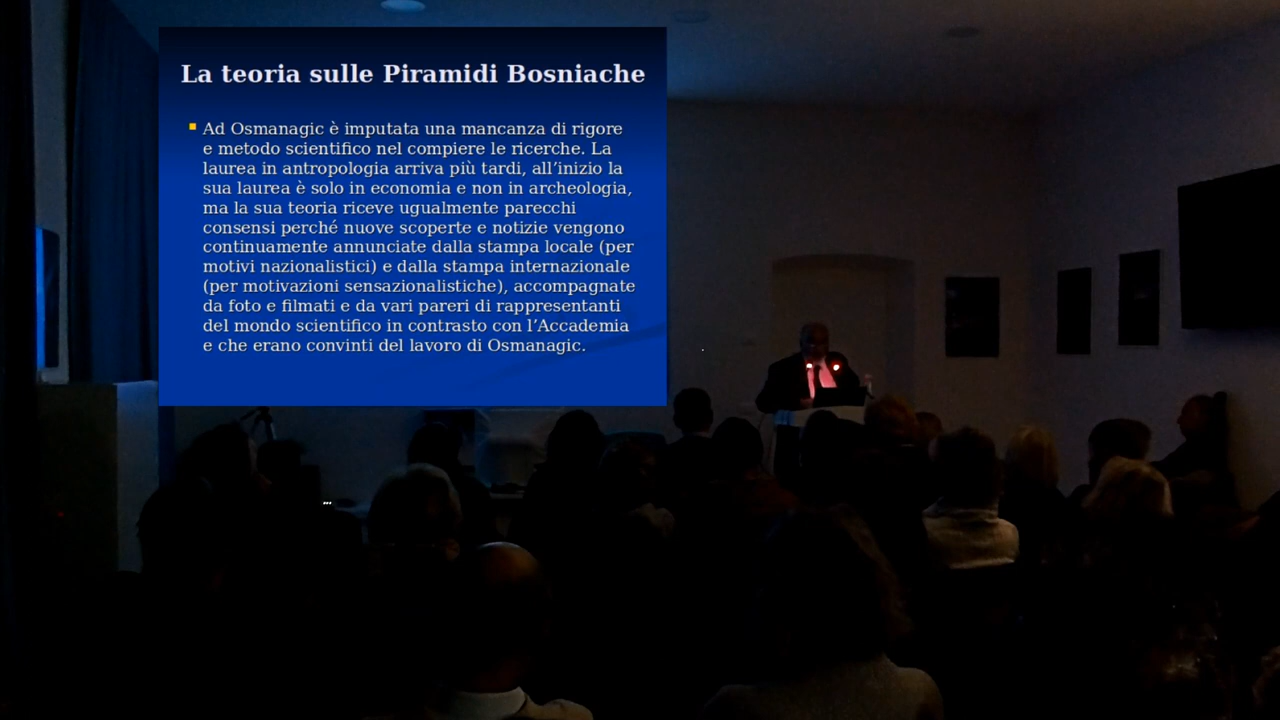 La teoria sulle Piramidi Bosniache
Ad Osmanagic è imputata una mancanza di rigore
e metodo scientifico nel compiere le ricerche. La
laurea in antropologia arriva più tardi, all’inizio la
sua laurea è solo in economia e non in archeologia,
ma la sua teoria riceve ugualmente parecchi
consensi perché nuove scoperte e notizie vengono
continuamente annunciate dalla stampa locale (per
motivi nazionalistici) e dalla stampa internazionale
(per motivazioni sensazionalistiche), accompagnate
da foto e filmati e da vari pareri di rappresentanti
del mondo scientifico in contrasto con l’Accademia
e che erano convinti del lavoro di Osmanagic.